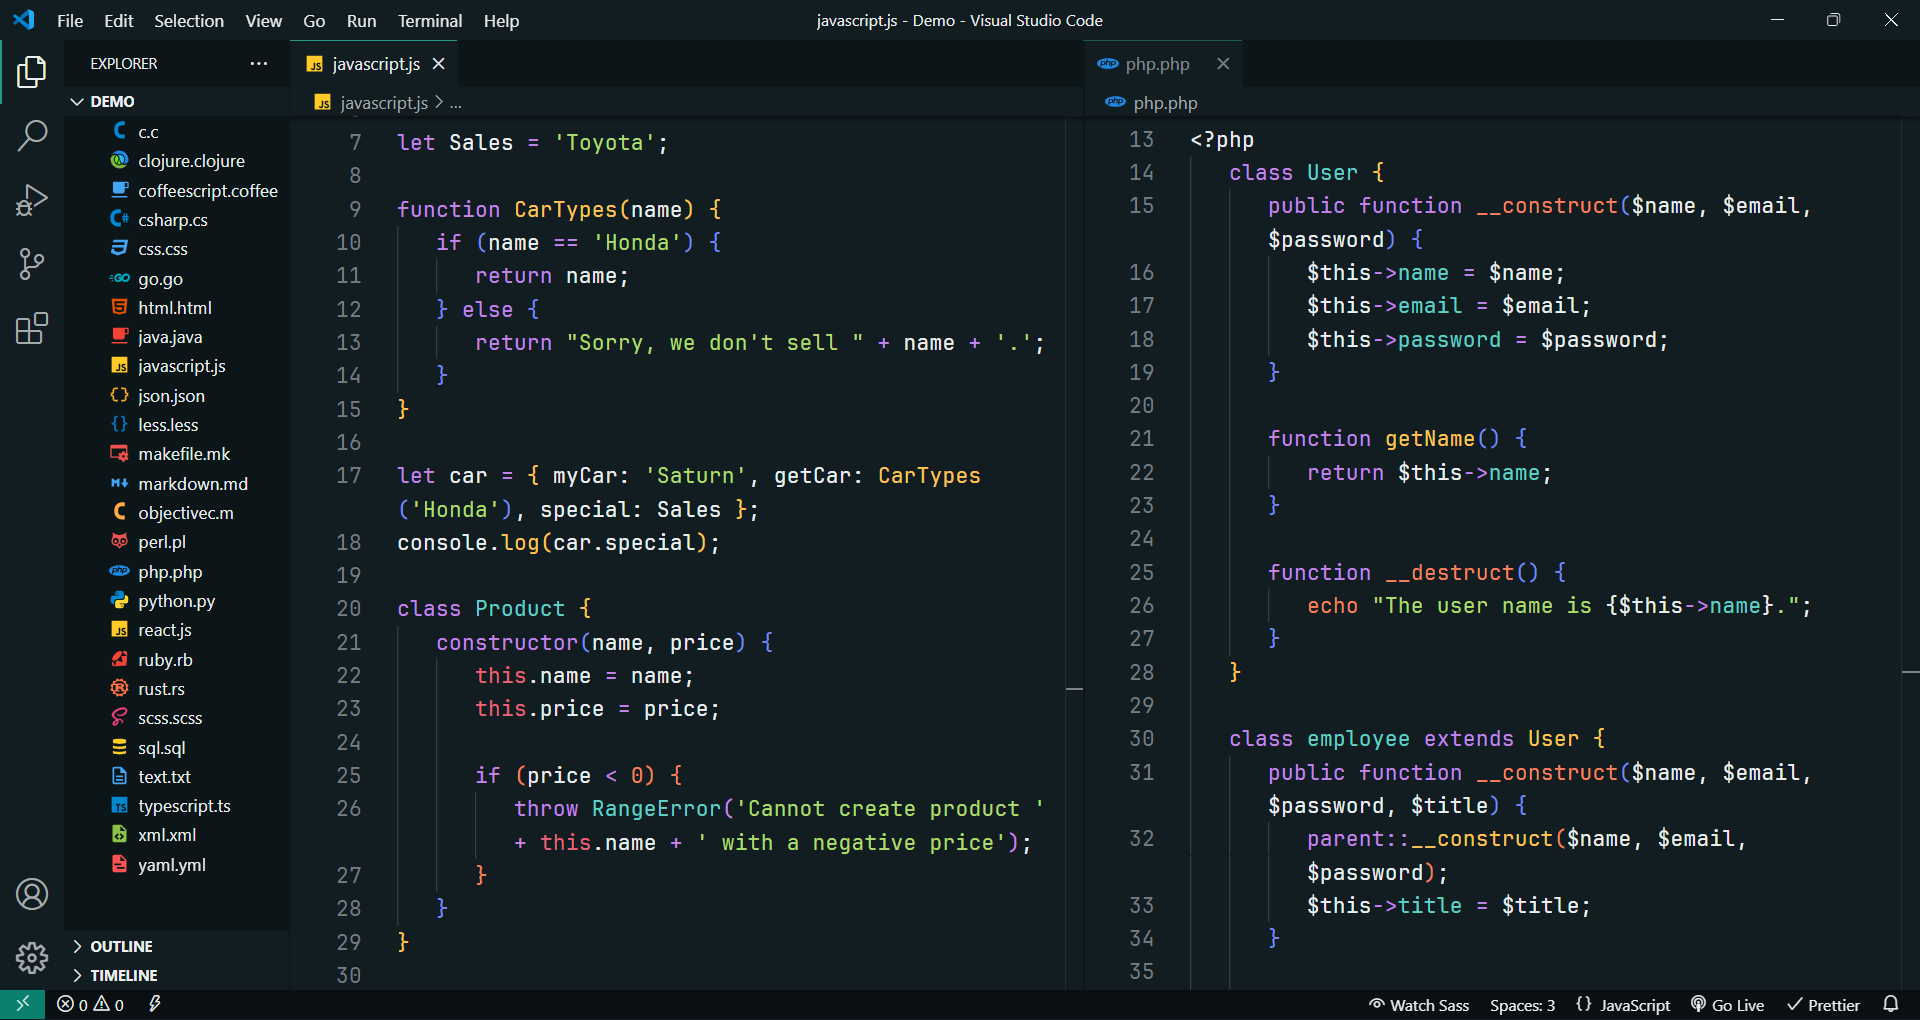 File Edit Selection View Go Run Terminal Help
javascript.js - Demo - Visual Studio Code
EXPLORER
DEMO
c.c
clojure.clojure
coffeescript.coffee
csharp.cs
css.css
go.go
html.html
java.java
javascript.js
json.json
less.less
makefile.mk
markdown.md
objectivec.m
perl.pl
php.php
python.py
react.js
ruby.rb
rust.rs
scss.scss
sql.sql
text.txt
typescript.ts
xml.xml
yaml.yml
OUTLINE
TIMELINE
JS javascript.js
JS javascript.js > ...
7 let Sales = 'Toyota';
8
9 function CarTypes(name) {
10 if (name == 'Honda') {
11 return name;
12 } else {
13 return "Sorry, we don't sell " + name + '.';
14 }
15 }
16
17 let car = { myCar: 'Saturn', getCar: CarTypes
('Honda'), special: Sales };
18 console.log(car.special);
19
20 class Product {
21 constructor(name, price) {
22 this.name = name;
23 this.price = price;
24
25 if (price < 0) {
26 throw RangeError('Cannot create product '
+ this.name + ' with a negative price');
27 }
28 }
29 }
30
php php.php
php php.php
13 <?php
14 class User {
15 public function __construct($name, $email,
$password) {
16 $this->name = $name;
17 $this->email = $email;
18 $this->password = $password;
19 }
20
21 function getName() {
22 return $this->name;
23 }
24
25 function __destruct() {
26 echo "The user name is {$this->name}.";
27 }
28 }
29
30 class employee extends User {
31 public function __construct($name, $email,
$password, $title) {
32 parent::__construct($name, $email,
$password);
33 $this->title = $title;
34 }
35
0 0
Watch Sass Spaces: 3 {} JavaScript Go Live Prettier